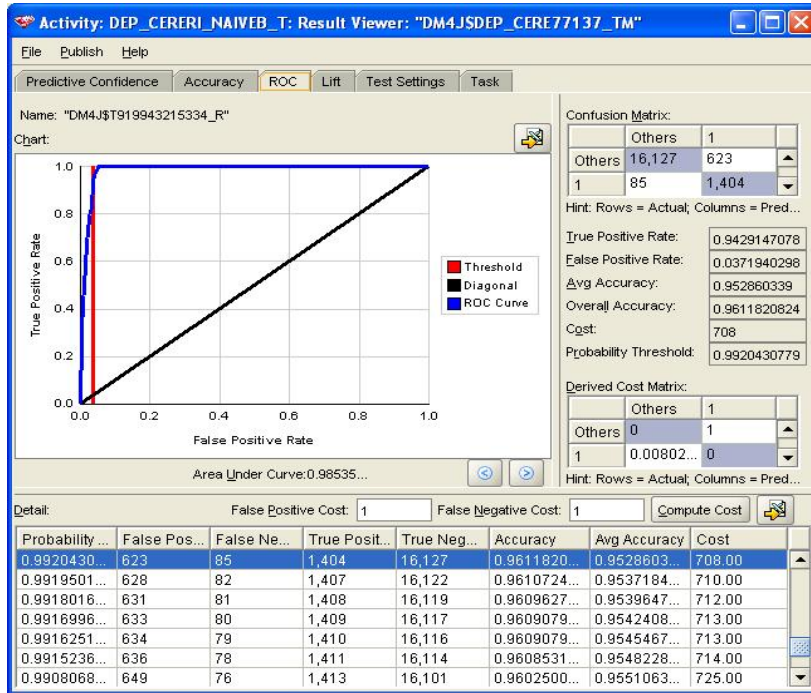 Activity: DEP_CERERI_NAIVEB_T: Result Viewer: "DM4J$DEP_CERE77137_TM"
File Publish Help
Predictive Confidence Accuracy ROC Lift Test Settings Task
Name: "DM4J$T919943215334_R"
Chart:
1.0
0.8
0.6
0.4
0.2
0.0
True Positive Rate
0.0 0.2 0.4 0.6 0.8 1.0
False Positive Rate
Threshold
Diagonal
ROC Curve
Area Under Curve:0.98535...
Confusion Matrix:
Others 1
Others 16,127 623
1 85 1,404
Hint: Rows = Actual; Columns = Pred...
True Positive Rate: 0.9429147078
False Positive Rate: 0.0371940298
Avg Accuracy: 0.952860339
Overall Accuracy: 0.9611820824
Cost: 708
Probability Threshold: 0.9920430779
Derived Cost Matrix:
Others 1
Others 0 1
1 0.00802... 0
Hint: Rows = Actual; Columns = Pred...
Detail: False Positive Cost: 1 False Negative Cost: 1 Compute Cost
Probability ... False Pos... False Ne... True Posit... True Neg... Accuracy Avg Accuracy Cost
0.9920430... 623 85 1,404 16,127 0.9611820... 0.9528603... 708.00
0.9919501... 628 82 1,407 16,122 0.9610724... 0.9537184... 710.00
0.9918016... 631 81 1,408 16,119 0.9609627... 0.9539647... 712.00
0.9916996... 633 80 1,409 16,117 0.9609079... 0.9542408... 713.00
0.9916251... 634 79 1,410 16,116 0.9609079... 0.9545467... 713.00
0.9915236... 636 78 1,411 16,114 0.9608531... 0.9548228... 714.00
0.9908068... 649 76 1,413 16,101 0.9602500... 0.9551063... 725.00